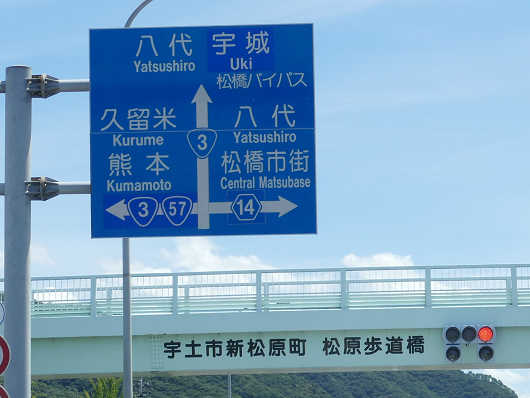 八代 宇城
Yatsushiro Uki
松橋バイパス
久留米
Kurume
3
八代
Yatsushiro
熊本
Kumamoto
松橋市街
Central Matsubase
3 57 14
宇土市新松原町 松原歩道橋